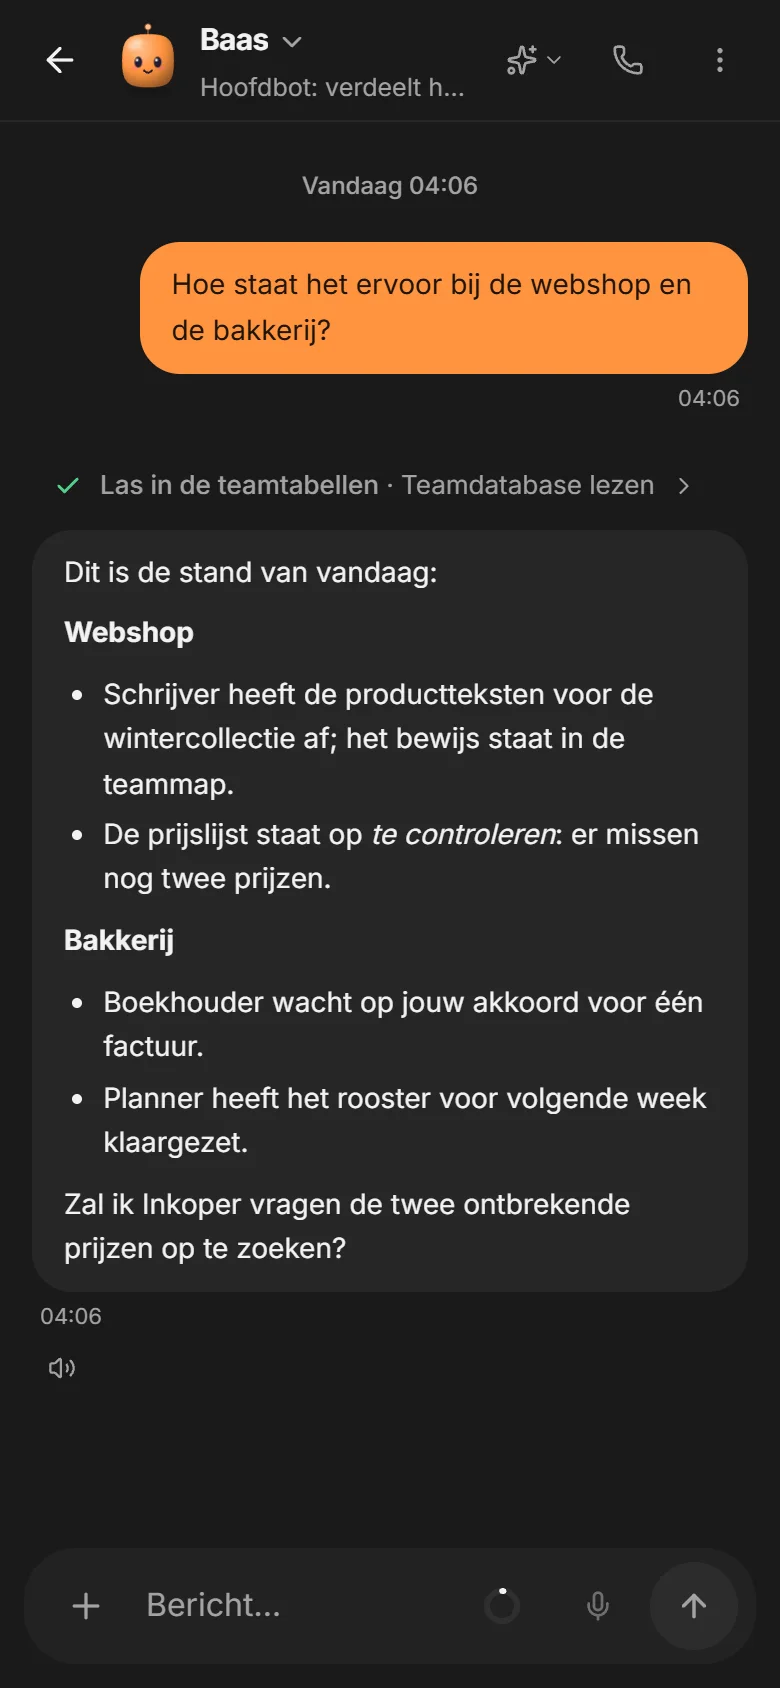 Baas
Hoofdbot: verdeelt h...
Vandaag 04:06
Hoe staat het ervoor bij de webshop en
de bakkerij?
04:06
Las in de teamtabellen · Teamdatabase lezen
Dit is de stand van vandaag:
Webshop
• Schrijver heeft de productteksten voor de
wintercollectie af; het bewijs staat in de
teammap.
• De prijslijst staat op te controleren: er missen
nog twee prijzen.
Bakkerij
• Boekhouder wacht op jouw akkoord voor één
factuur.
• Planner heeft het rooster voor volgende week
klaargezet.
Zal ik Inkoper vragen de twee ontbrekende
prijzen op te zoeken?
04:06
Bericht...